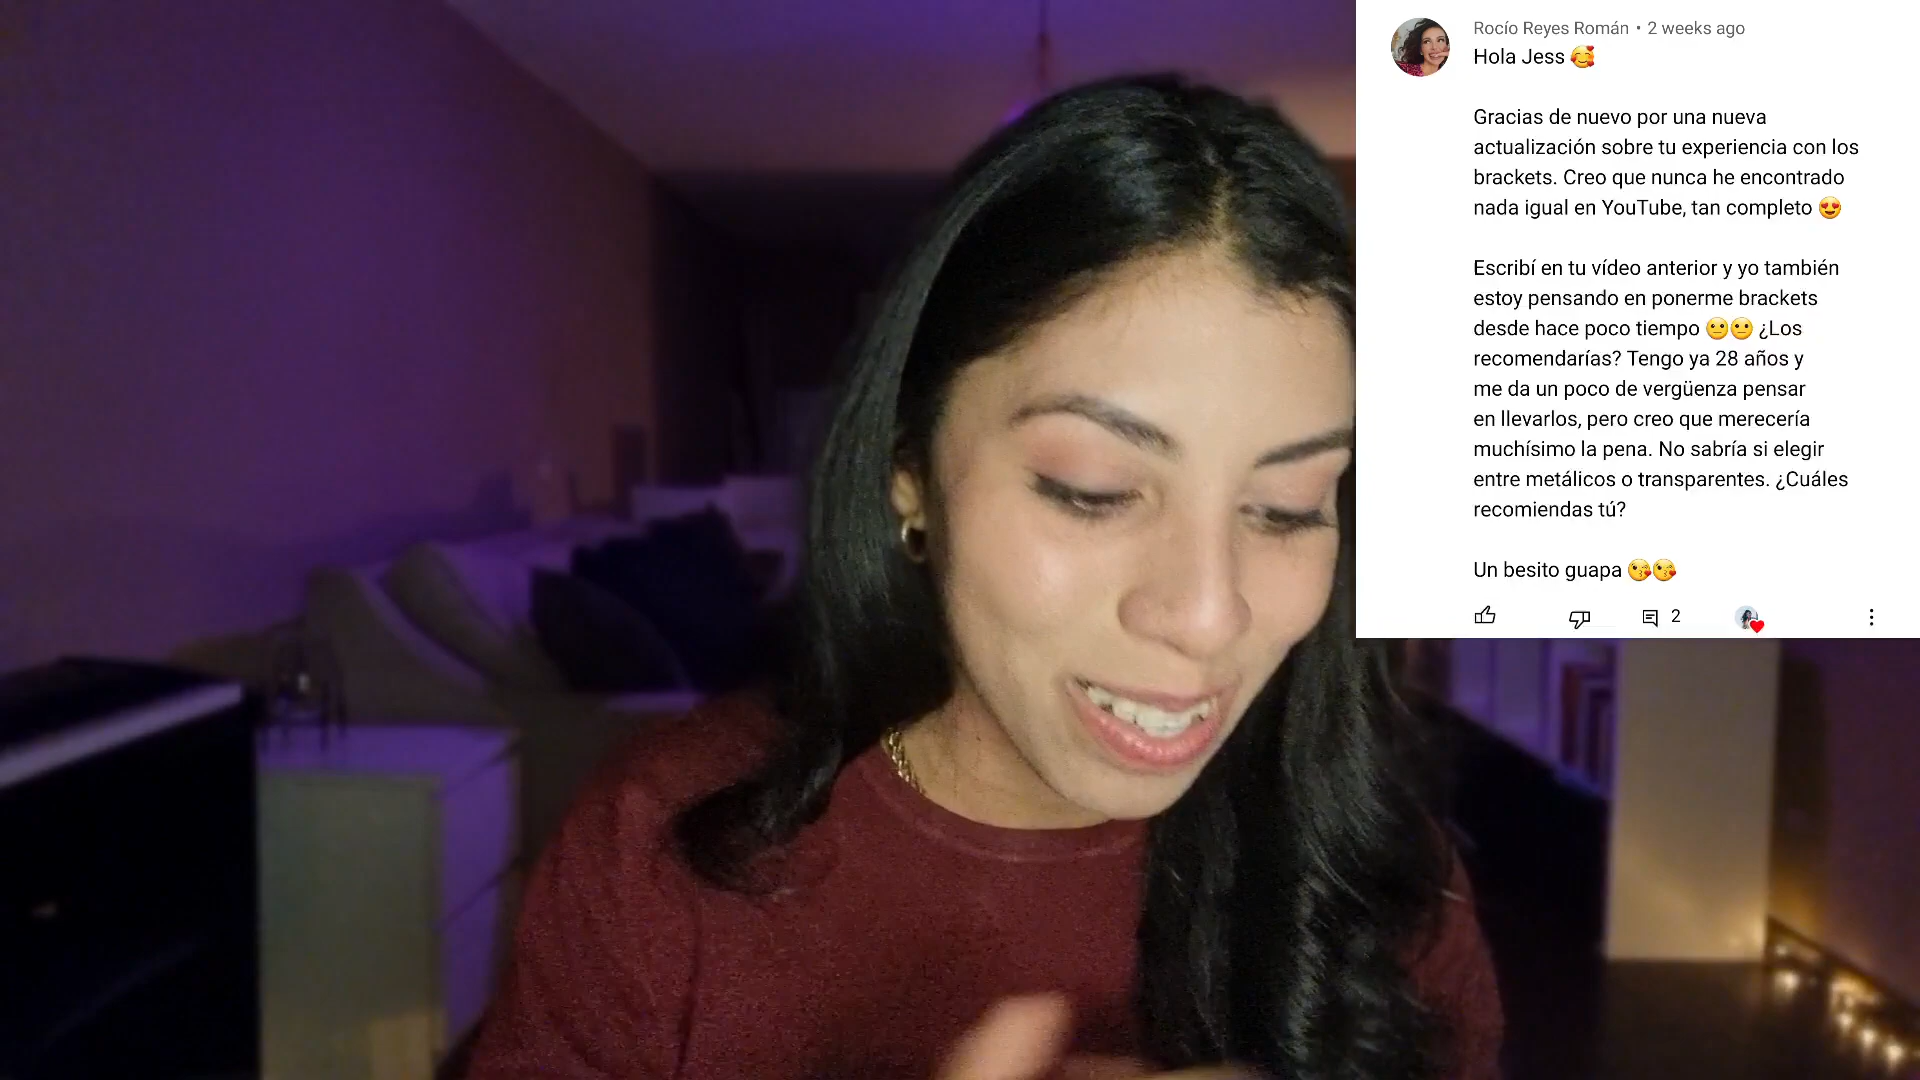 Rocío Reyes Román • 2 weeks ago
Hola Jess 🥰
Gracias de nuevo por una nueva
actualización sobre tu experiencia con los
brackets. Creo que nunca he encontrado
nada igual en YouTube, tan completo 😍
Escribí en tu vídeo anterior y yo también
estoy pensando en ponerme brackets
desde hace poco tiempo 😐😐 ¿Los
recomendarías? Tengo ya 28 años y
me da un poco de vergüenza pensar
en llevarlos, pero creo que merecería
muchísimo la pena. No sabría si elegir
entre metálicos o transparentes. ¿Cuáles
recomiendas tú?
Un besito guapa 😘😘
2